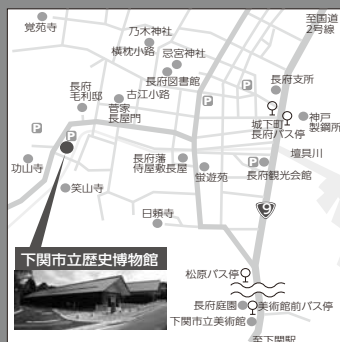 覚苑寺
乃木神社
横枕小路
忌宮神社
至国道
2号線
長府図書館
長府
毛利邸
菅家
長屋門
古江小路
長府支所
P
城下町
長府バス停
神戸
製鋼所
P
P
功山寺
長府藩
侍屋敷長屋
P
壇具川
蛍遊苑
長府観光会館
笑山寺
日頼寺
9
下関市立歴史博物館
松原バス停
長府庭園
美術館前バス停
下関市立美術館
至下関駅